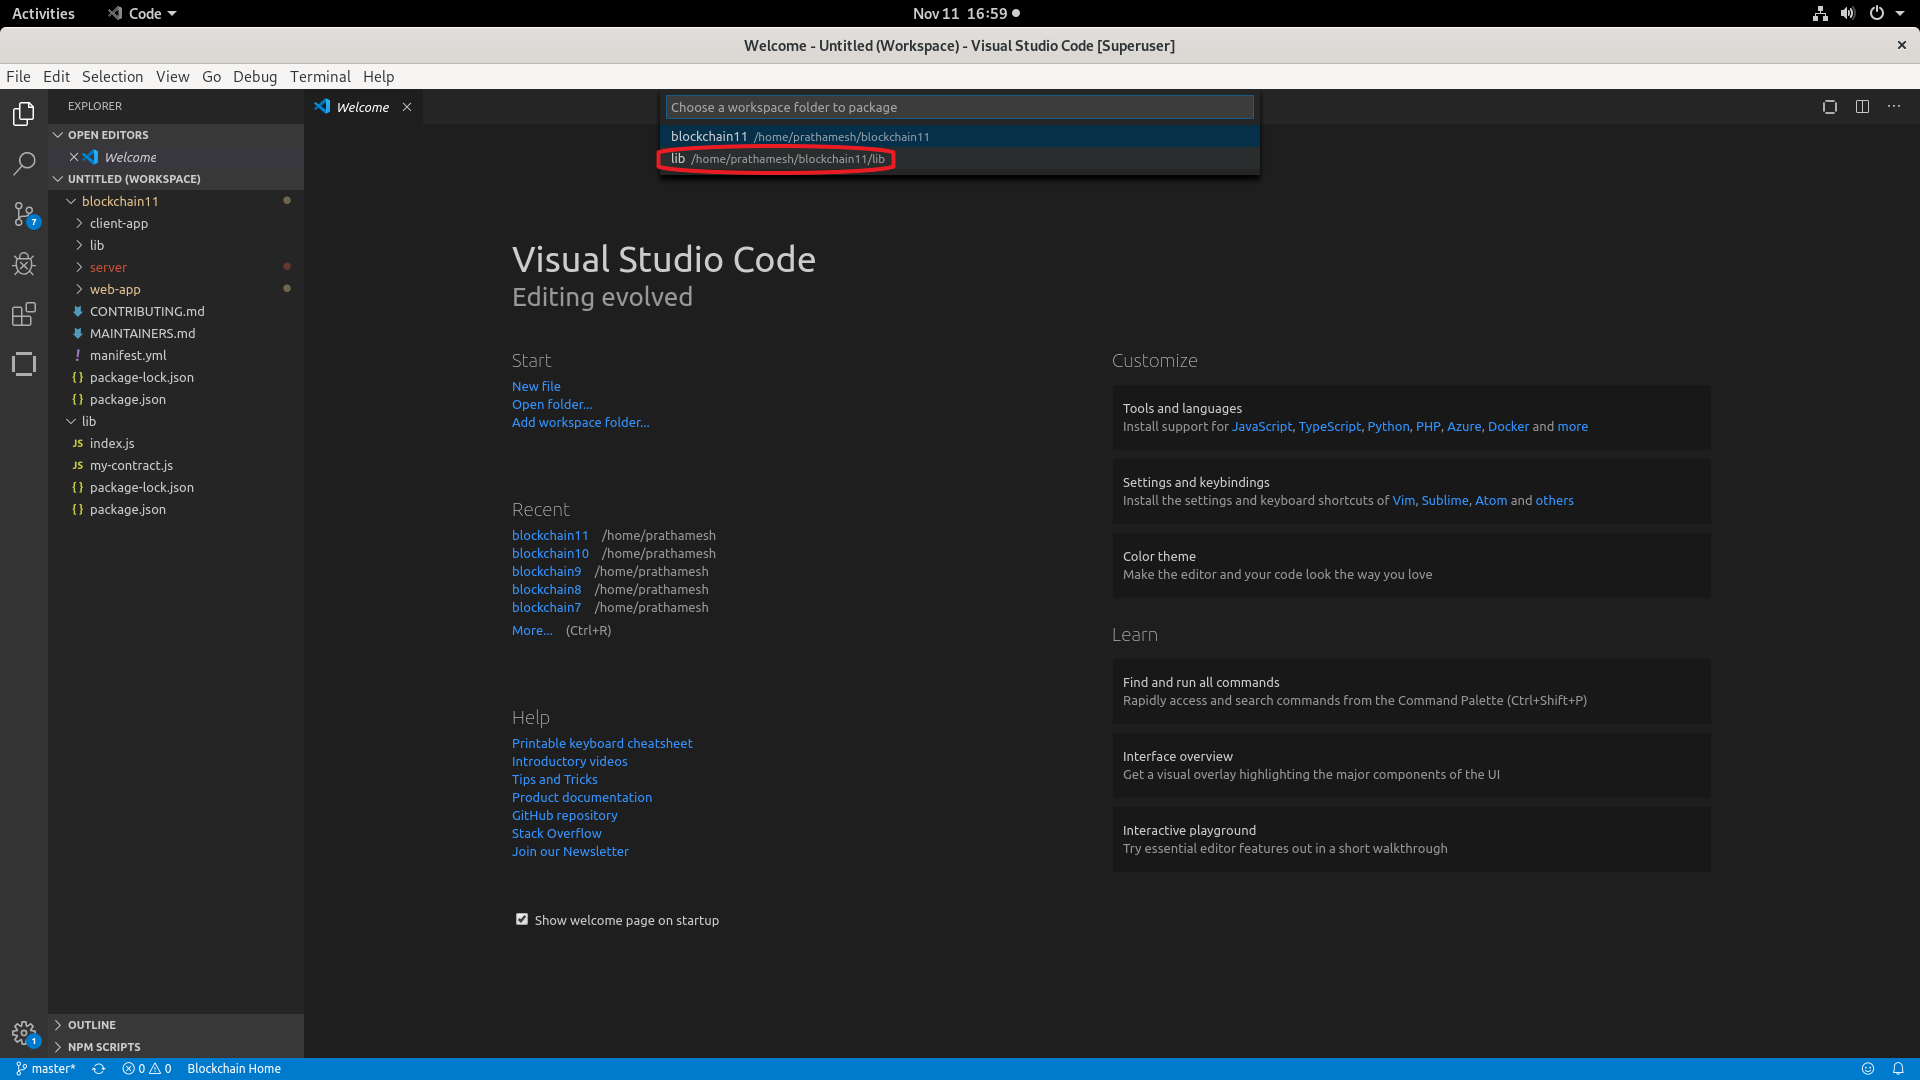 Activities Code Nov 11 16:59
Welcome - Untitled (Workspace) - Visual Studio Code [Superuser]
File Edit Selection View Go Debug Terminal Help
EXPLORER
OPEN EDITORS
Welcome
UNTITLED (WORKSPACE)
blockchain11
client-app
lib
server
web-app
CONTRIBUTING.md
MAINTAINERS.md
! manifest.yml
{} package-lock.json
{} package.json
lib
JS index.js
JS my-contract.js
{} package-lock.json
{} package.json
OUTLINE
NPM SCRIPTS
7
1
Welcome
Choose a workspace folder to package
blockchain11 /home/prathamesh/blockchain11
lib /home/prathamesh/blockchain11/lib
Visual Studio Code
Editing evolved
Start
New file
Open folder...
Add workspace folder...
Recent
blockchain11 /home/prathamesh
blockchain10 /home/prathamesh
blockchain9 /home/prathamesh
blockchain8 /home/prathamesh
blockchain7 /home/prathamesh
More... (Ctrl+R)
Help
Printable keyboard cheatsheet
Introductory videos
Tips and Tricks
Product documentation
GitHub repository
Stack Overflow
Join our Newsletter
Show welcome page on startup
Customize
Tools and languages
Install support for JavaScript, TypeScript, Python, PHP, Azure, Docker and more
Settings and keybindings
Install the settings and keyboard shortcuts of Vim, Sublime, Atom and others
Color theme
Make the editor and your code look the way you love
Learn
Find and run all commands
Rapidly access and search commands from the Command Palette (Ctrl+Shift+P)
Interface overview
Get a visual overlay highlighting the major components of the UI
Interactive playground
Try essential editor features out in a short walkthrough
master* 0 0 Blockchain Home